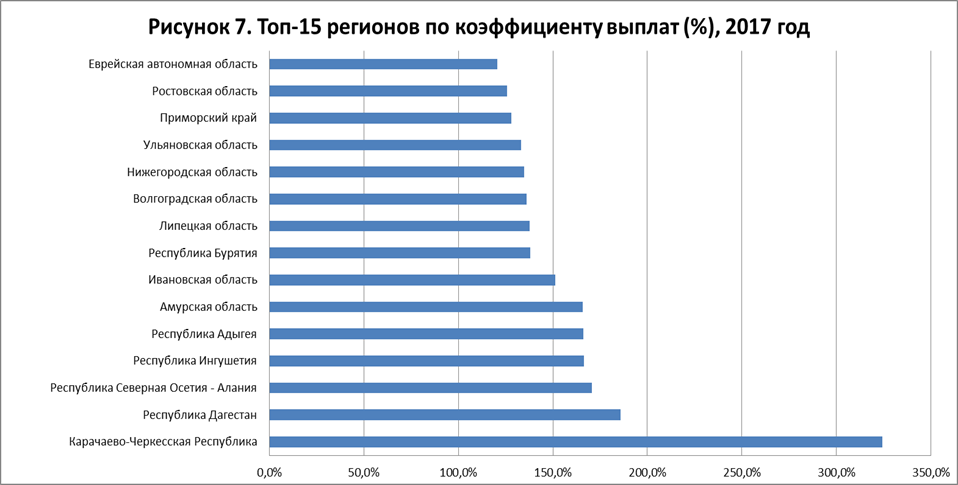 Рисунок 7. Топ-15 регионов по коэффициенту выплат (%), 2017 год
Еврейская автономная область
Ростовская область
Приморский край
Ульяновская область
Нижегородская область
Волгоградская область
Липецкая область
Республика Бурятия
Ивановская область
Амурская область
Республика Адыгея
Республика Ингушетия
Республика Северная Осетия - Алания
Республика Дагестан
Карачаево-Черкесская Республика
0,0% 50,0% 100,0% 150,0% 200,0% 250,0% 300,0% 350,0%